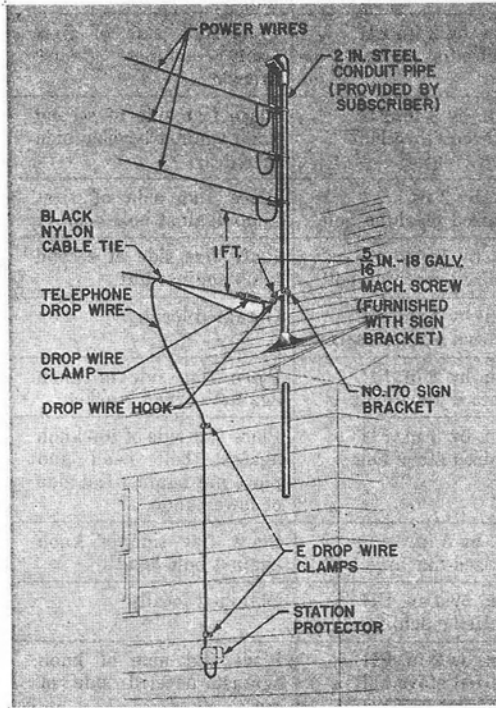 POWER WIRES
2 IN. STEEL
CONDUIT PIPE
(PROVIDED BY
SUBSCRIBER)
BLACK
NYLON
CABLE TIE
1 FT.
5/16 IN.-18 GALV.
MACH. SCREW
(FURNISHED
WITH SIGN
BRACKET)
TELEPHONE
DROP WIRE
DROP WIRE
CLAMP
DROP WIRE HOOK
NO. 170 SIGN
BRACKET
E DROP WIRE
CLAMPS
STATION
PROTECTOR